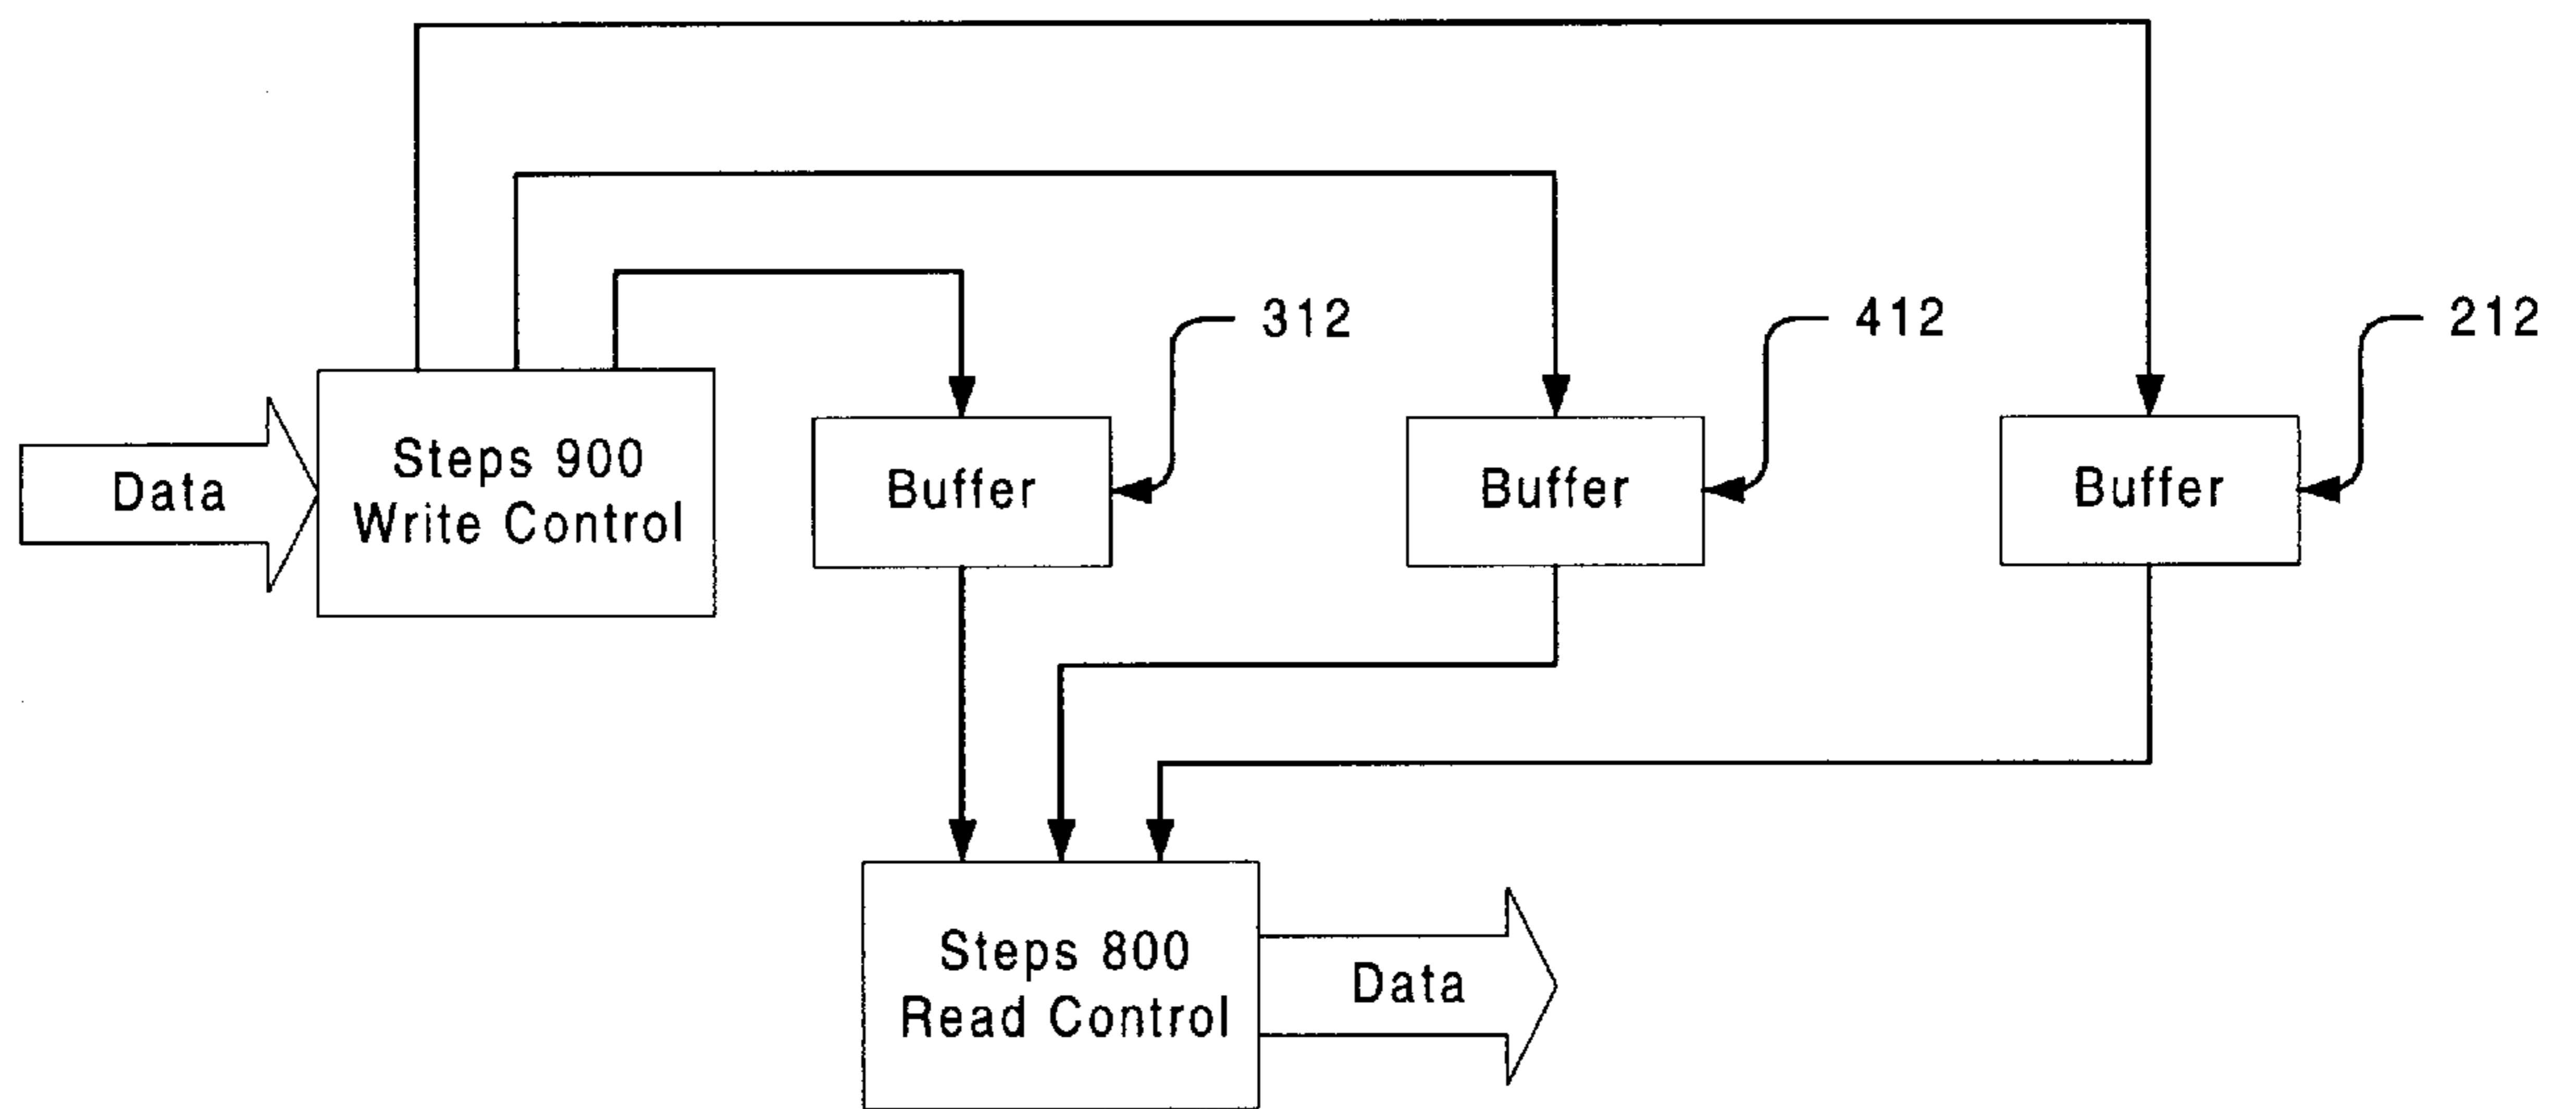 312
412
212
Data
Steps 900
Write Control
Buffer
Buffer
Buffer
Steps 800
Read Control
Data